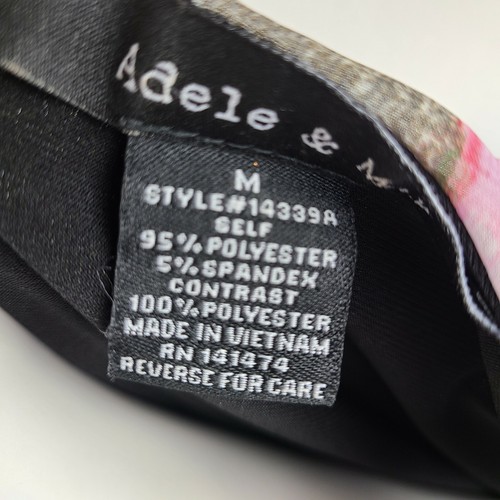 Adele &
M
STYLE#14339A
SELF
95% POLYESTER
5% SPANDEX
CONTRAST
100% POLYESTER
MADE IN VIETNAM
RN 141474
REVERSE FOR CARE